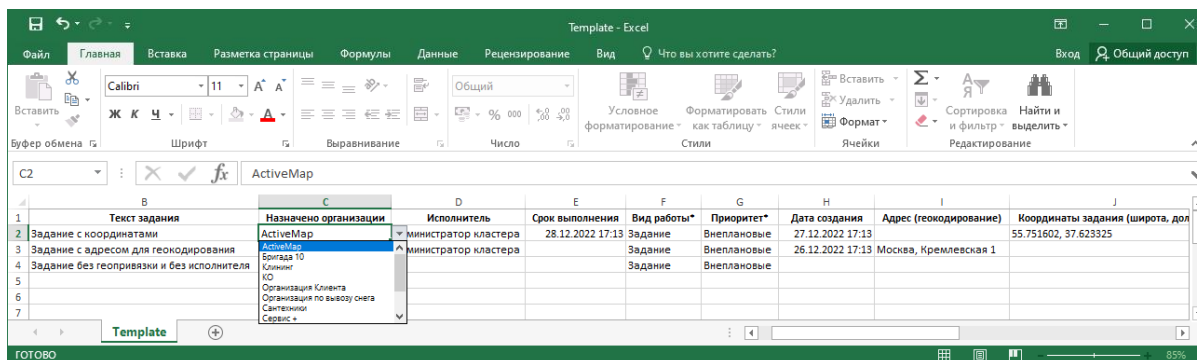 Template - Excel
Файл Главная Вставка Разметка страницы Формулы Данные Рецензирование Вид Что вы хотите сделать? Вход Общий доступ
Вставить
Calibri 11
Ж К Ч
Общий
% 000
Условное форматирование
Форматировать как таблицу
Стили ячеек
Вставить
Удалить
Формат
Сортировка и фильтр
Найти и выделить
Буфер обмена Шрифт Выравнивание Число Стили Ячейки Редактирование
C2 fx ActiveMap
B C D E F G H I J
1 Текст задания Назначено организации Исполнитель Срок выполнения Вид работы* Приоритет* Дата создания Адрес (геокодирование) Координаты задания (широта, дол
2 Задание с координатами ActiveMap министратор кластера 28.12.2022 17:13 Задание Внеплановые 27.12.2022 17:13 55.751602, 37.623325
3 Задание с адресом для геокодирования министратор кластера Задание Внеплановые 26.12.2022 17:13 Москва, Кремлевская 1
4 Задание без геопривязки и без исполнителя Задание Внеплановые
5
6
7
ActiveMap
Бригада 10
Клининг
КО
Организация Клиента
Организация по вывозу снега
Сантехники
Сервис +
Template
ГОТОВО 85%